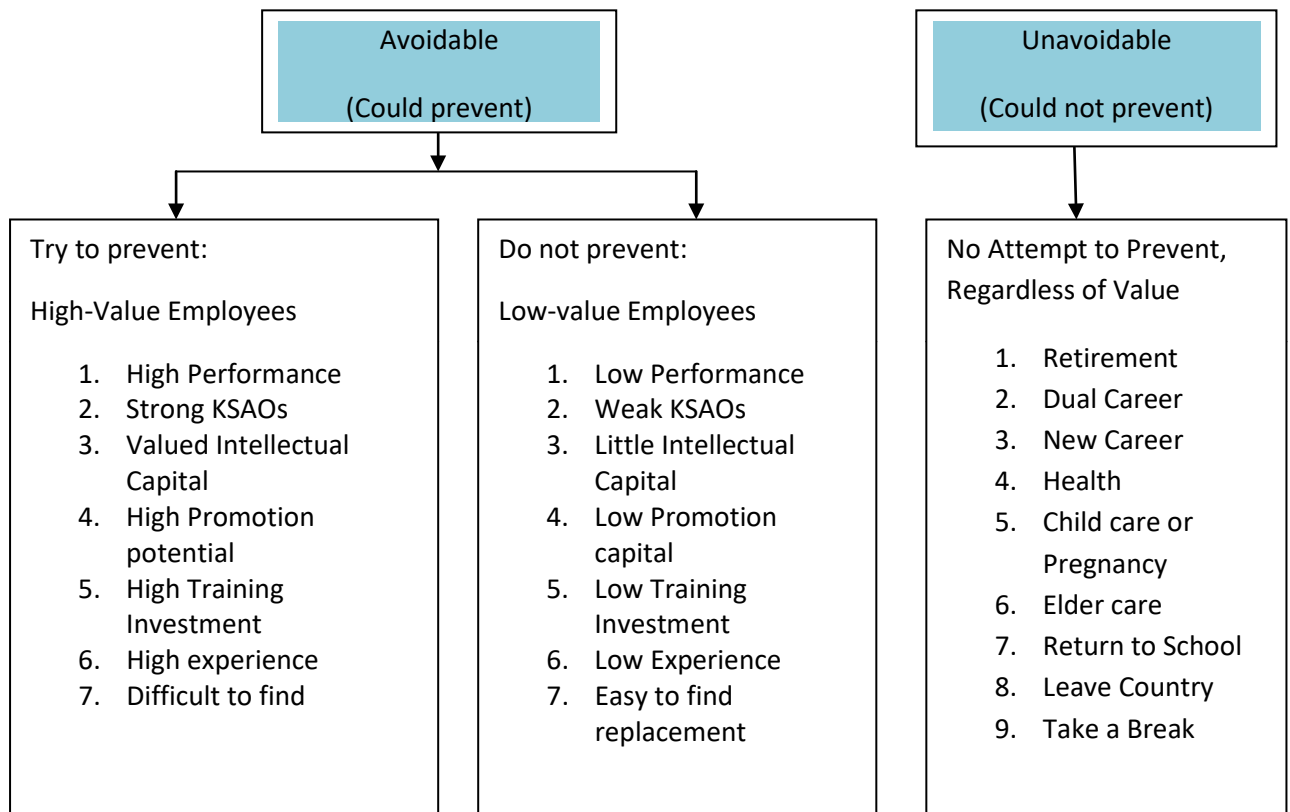 Avoidable
(Could prevent)
Unavoidable
(Could not prevent)
Try to prevent:
High-Value Employees
1. High Performance
2. Strong KSAOs
3. Valued Intellectual
Capital
4. High Promotion
potential
5. High Training
Investment
6. High experience
7. Difficult to find
Do not prevent:
Low-value Employees
1. Low Performance
2. Weak KSAOs
3. Little Intellectual
Capital
4. Low Promotion
capital
5. Low Training
Investment
6. Low Experience
7. Easy to find
replacement
No Attempt to Prevent,
Regardless of Value
1. Retirement
2. Dual Career
3. New Career
4. Health
5. Child care or
Pregnancy
6. Elder care
7. Return to School
8. Leave Country
9. Take a Break